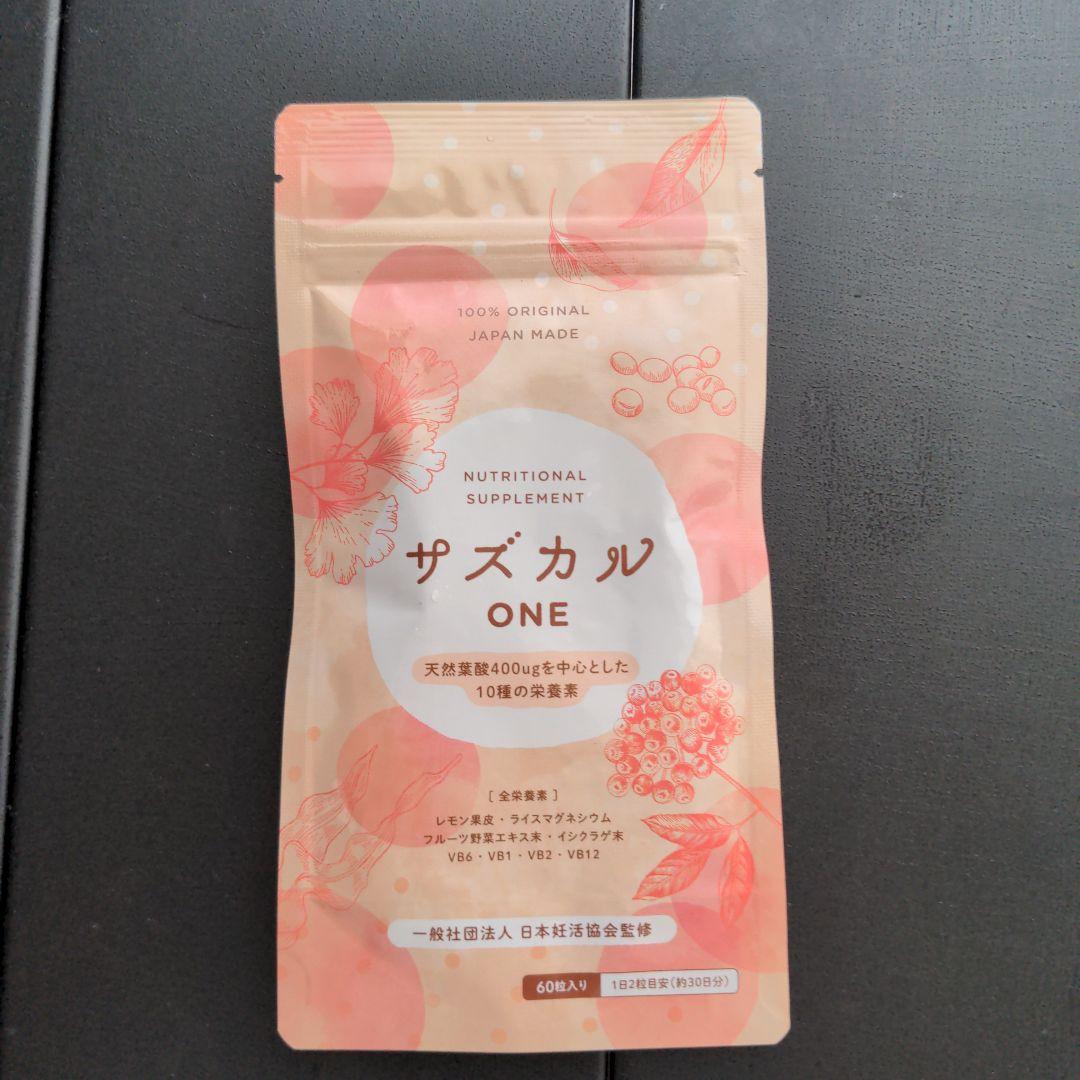 100% ORIGINAL
JAPAN MADE
NUTRITIONAL
SUPPLEMENT
サズカル
ONE
天然葉酸400ugを中心とした
10種の栄養素
[ 全栄養素 ]
レモン果皮・ライスマグネシウム
フルーツ野菜エキス末・イシクラゲ末
VB6・VB1・VB2・VB12
一般社団法人 日本妊活協会監修
60粒入り 1日2粒目安(約30日分)